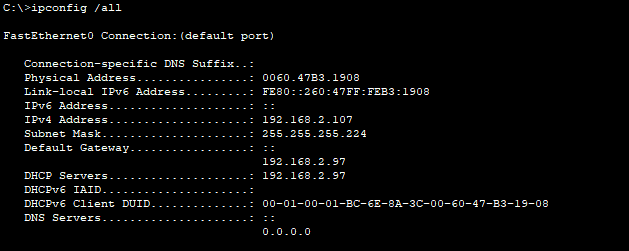 C:\>ipconfig /all
FastEthernet0 Connection:(default port)
Connection-specific DNS Suffix..:
Physical Address................: 0060.47B3.1908
Link-local IPv6 Address.........: FE80::260:47FF:FEB3:1908
IPv6 Address....................: ::
IPv4 Address....................: 192.168.2.107
Subnet Mask.....................: 255.255.255.224
Default Gateway.................: ::
192.168.2.97
DHCP Servers....................: 192.168.2.97
DHCPv6 IAID.....................:
DHCPv6 Client DUID..............: 00-01-00-01-BC-6E-8A-3C-00-60-47-B3-19-08
DNS Servers.....................: ::
0.0.0.0